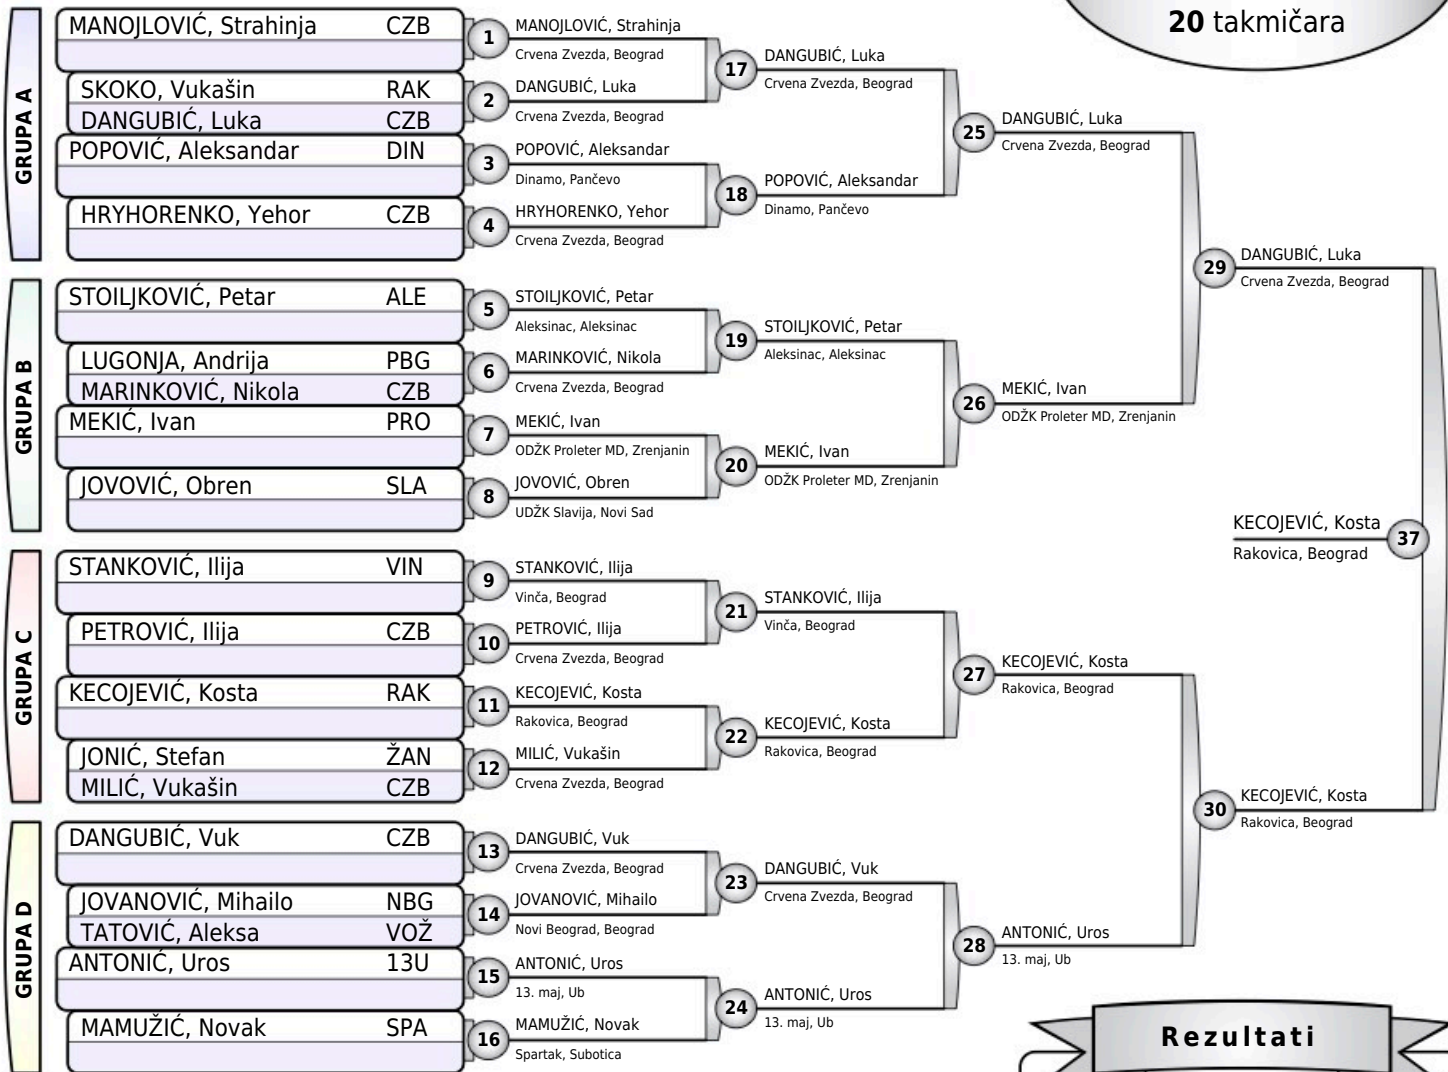 20 takmičara
GRUPA A
MANOJLOVIĆ, Strahinja CZB
SKOKO, Vukašin RAK
DANGUBIĆ, Luka CZB
POPOVIĆ, Aleksandar DIN
HRYHORENKO, Yehor CZB
1
MANOJLOVIĆ, Strahinja
Crvena Zvezda, Beograd
2
DANGUBIĆ, Luka
Crvena Zvezda, Beograd
3
POPOVIĆ, Aleksandar
Dinamo, Pančevo
4
HRYHORENKO, Yehor
Crvena Zvezda, Beograd
17
DANGUBIĆ, Luka
Crvena Zvezda, Beograd
18
POPOVIĆ, Aleksandar
Dinamo, Pančevo
25
DANGUBIĆ, Luka
Crvena Zvezda, Beograd
GRUPA B
STOILJKOVIĆ, Petar ALE
LUGONJA, Andrija PBG
MARINKOVIĆ, Nikola CZB
MEKIĆ, Ivan PRO
JOVOVIĆ, Obren SLA
5
STOILJKOVIĆ, Petar
Aleksinac, Aleksinac
6
MARINKOVIĆ, Nikola
Crvena Zvezda, Beograd
7
MEKIĆ, Ivan
ODŽK Proleter MD, Zrenjanin
8
JOVOVIĆ, Obren
UDŽK Slavija, Novi Sad
19
STOILJKOVIĆ, Petar
Aleksinac, Aleksinac
20
MEKIĆ, Ivan
ODŽK Proleter MD, Zrenjanin
26
MEKIĆ, Ivan
ODŽK Proleter MD, Zrenjanin
29
DANGUBIĆ, Luka
Crvena Zvezda, Beograd
GRUPA C
STANKOVIĆ, Ilija VIN
PETROVIĆ, Ilija CZB
KECOJEVIĆ, Kosta RAK
JONIĆ, Stefan ŽAN
MILIĆ, Vukašin CZB
9
STANKOVIĆ, Ilija
Vinča, Beograd
10
PETROVIĆ, Ilija
Crvena Zvezda, Beograd
11
KECOJEVIĆ, Kosta
Rakovica, Beograd
12
MILIĆ, Vukašin
Crvena Zvezda, Beograd
21
STANKOVIĆ, Ilija
Vinča, Beograd
22
KECOJEVIĆ, Kosta
Rakovica, Beograd
27
KECOJEVIĆ, Kosta
Rakovica, Beograd
GRUPA D
DANGUBIĆ, Vuk CZB
JOVANOVIĆ, Mihailo NBG
TATOVIĆ, Aleksa VOŽ
ANTONIĆ, Uros 13U
MAMUŽIĆ, Novak SPA
13
DANGUBIĆ, Vuk
Crvena Zvezda, Beograd
14
JOVANOVIĆ, Mihailo
Novi Beograd, Beograd
15
ANTONIĆ, Uros
13. maj, Ub
16
MAMUŽIĆ, Novak
Spartak, Subotica
23
DANGUBIĆ, Vuk
Crvena Zvezda, Beograd
24
ANTONIĆ, Uros
13. maj, Ub
28
ANTONIĆ, Uros
13. maj, Ub
30
KECOJEVIĆ, Kosta
Rakovica, Beograd
KECOJEVIĆ, Kosta
Rakovica, Beograd
37
Rezultati